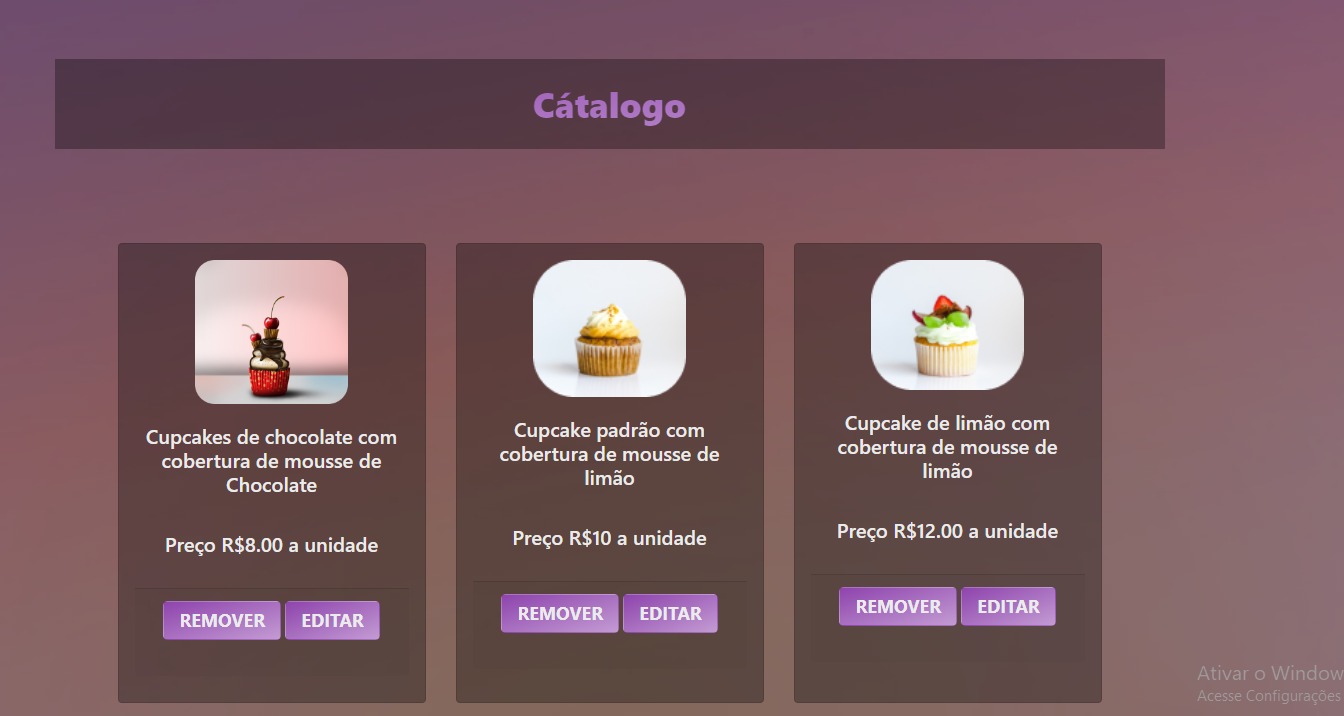 Cátalogo
Cupcakes de chocolate com
cobertura de mousse de
Chocolate
Preço R$8.00 a unidade
REMOVER EDITAR
Cupcake padrão com
cobertura de mousse de
limão
Preço R$10 a unidade
REMOVER EDITAR
Cupcake de limão com
cobertura de mousse de
limão
Preço R$12.00 a unidade
REMOVER EDITAR
Ativar o Window
Acesse Configurações